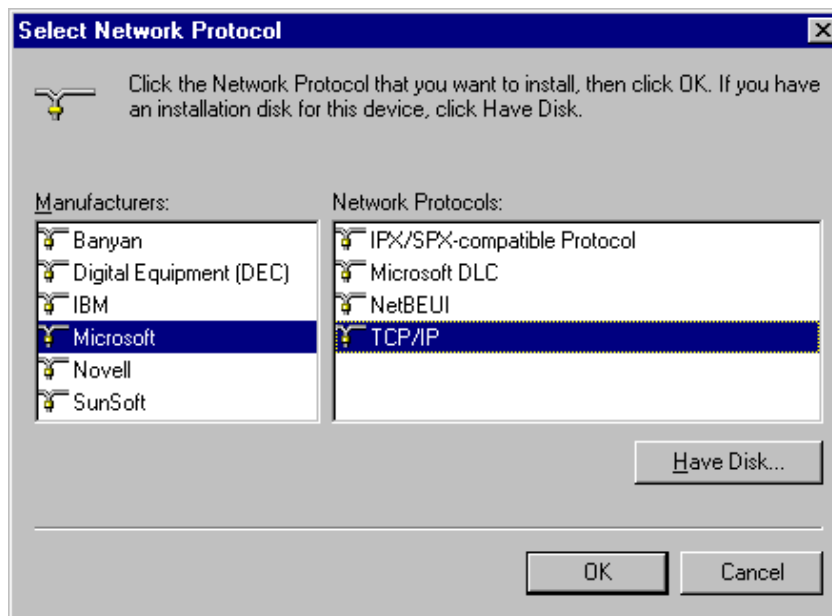 Select Network Protocol
Click the Network Protocol that you want to install, then click OK. If you have
an installation disk for this device, click Have Disk.
Manufacturers:
Banyan
Digital Equipment (DEC)
IBM
Microsoft
Novell
SunSoft
Network Protocols:
IPX/SPX-compatible Protocol
Microsoft DLC
NetBEUI
TCP/IP
Have Disk...
OK
Cancel